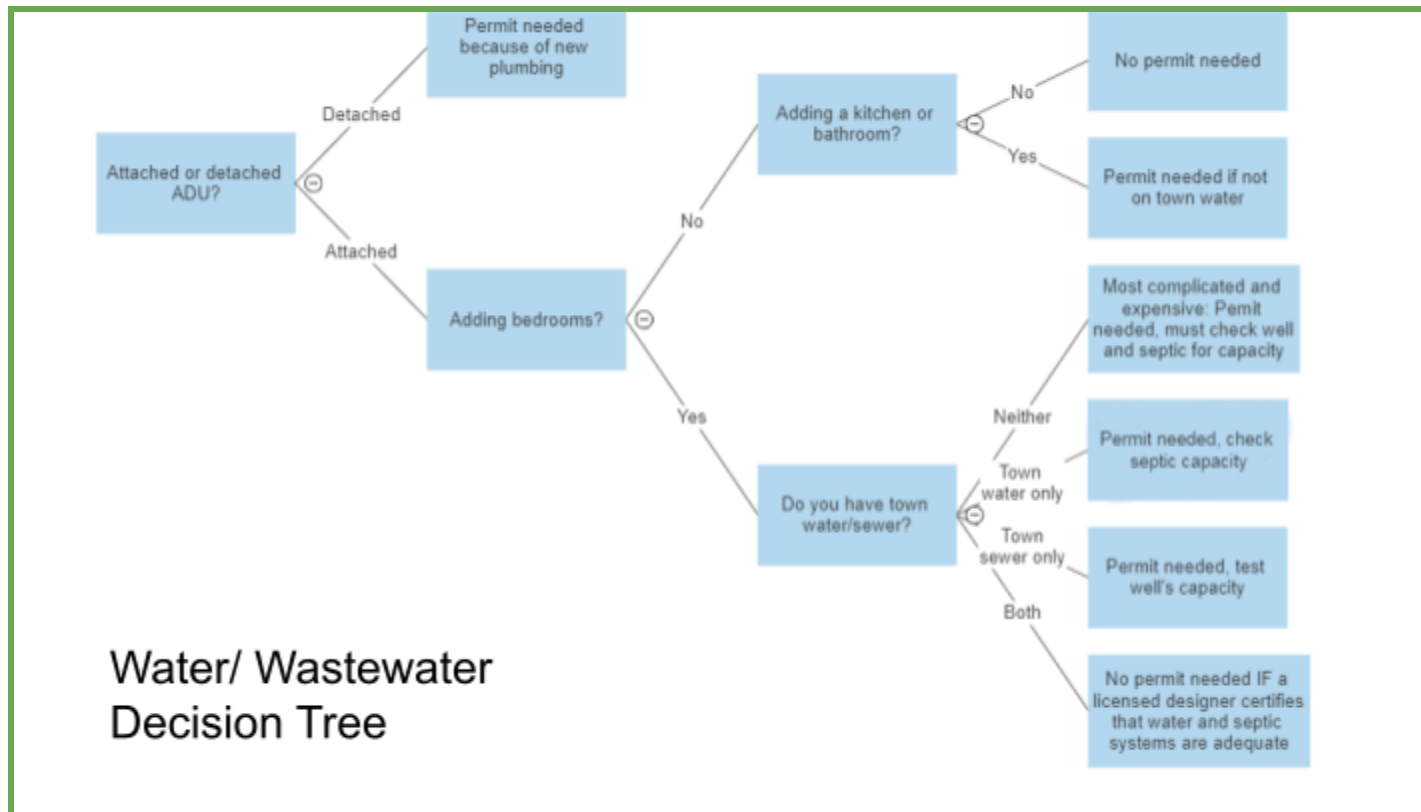 Permit needed
because of new
plumbing
Detached
Attached or detached
ADU?
Attached
Adding bedrooms?
No
Yes
Adding a kitchen or
bathroom?
No
Yes
No permit needed
Permit needed if not
on town water
Do you have town
water/sewer?
Neither
Town
water only
Town
sewer only
Both
Most complicated and
expensive: Pemit
needed, must check well
and septic for capacity
Permit needed, check
septic capacity
Permit needed, test
well's capacity
No permit needed IF a
licensed designer certifies
that water and septic
systems are adequate
Water/ Wastewater
Decision Tree